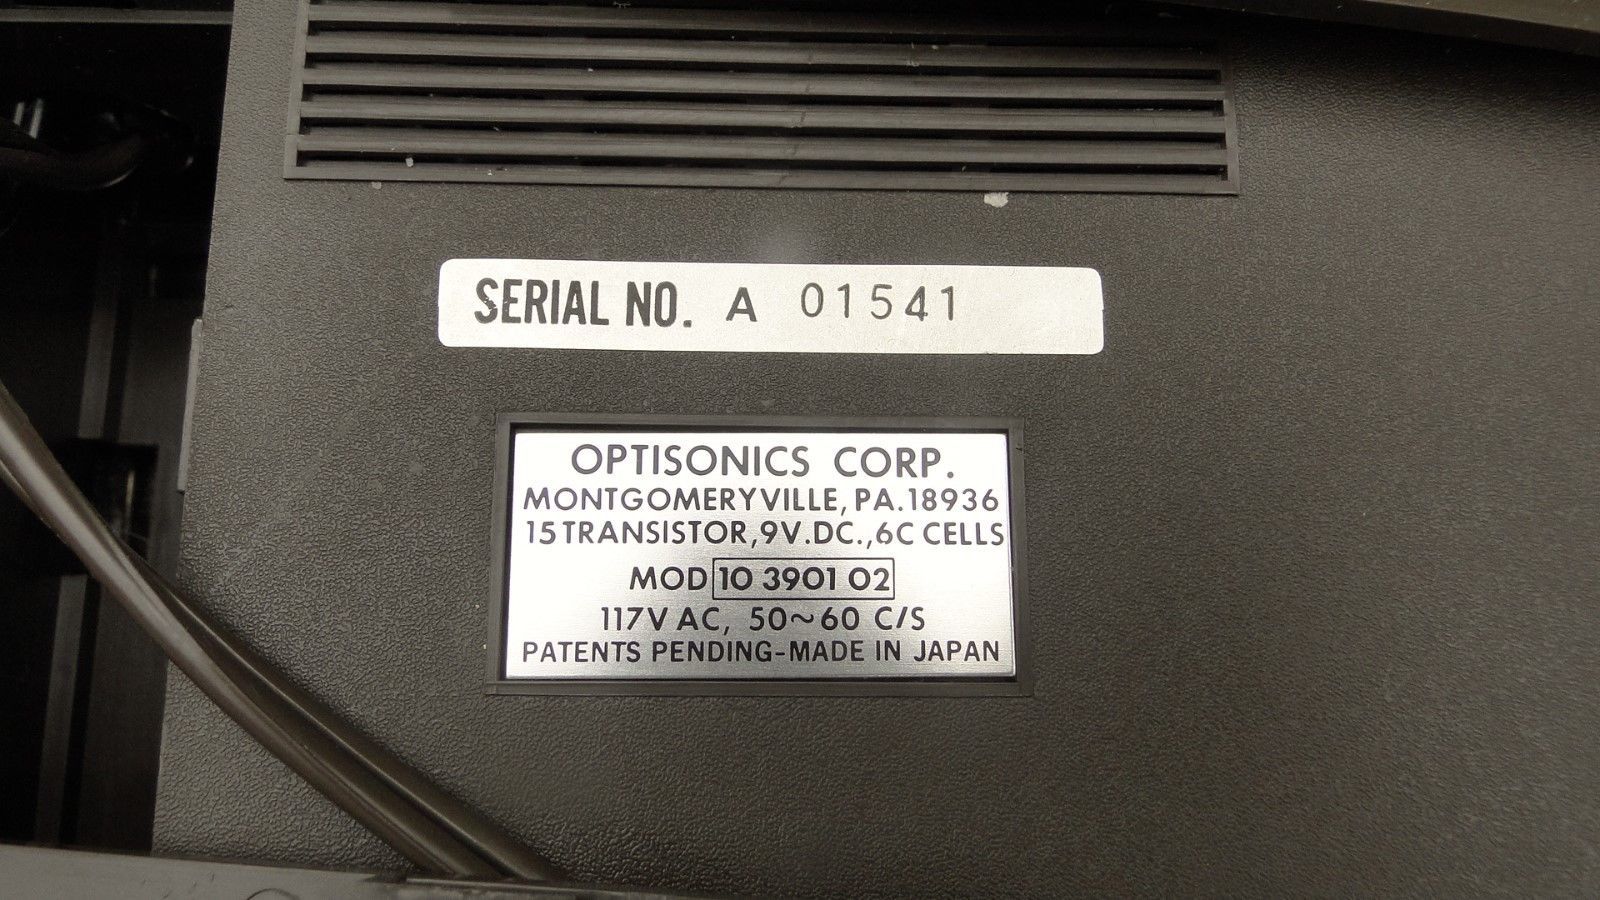 SERIAL NO. A 01541
OPTISONICS CORP.
MONTGOMERYVILLE, PA. 18936
15 TRANSISTOR, 9V. DC., 6C CELLS
MOD 10 3901 02
117V AC, 50~60 C/S
PATENTS PENDING-MADE IN JAPAN